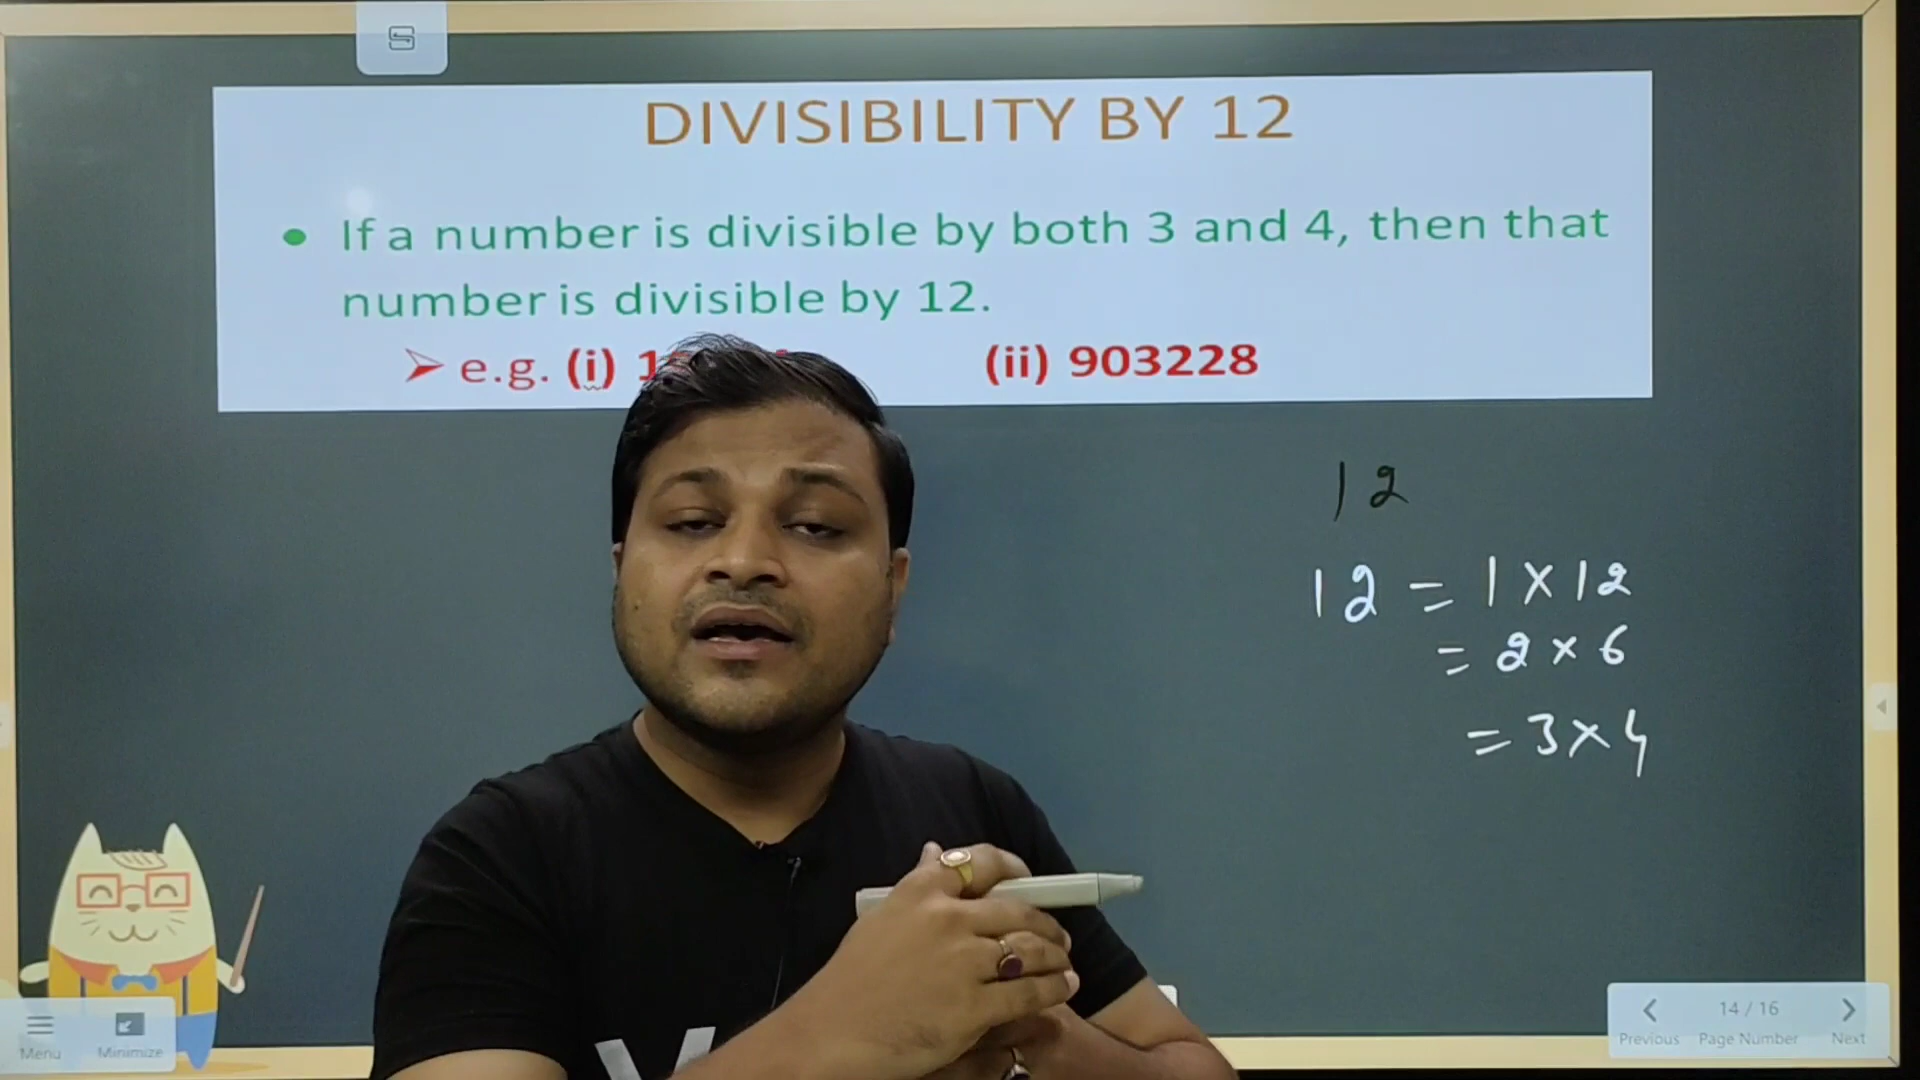 DIVISIBILITY BY 12
• If a number is divisible by both 3 and 4, then that
number is divisible by 12.
➢ e.g. (i) (ii) 903228
12
12 = 1 × 12
= 2 × 6
= 3 × 4
Menu Minimize
14 / 16
Previous Page Number Next